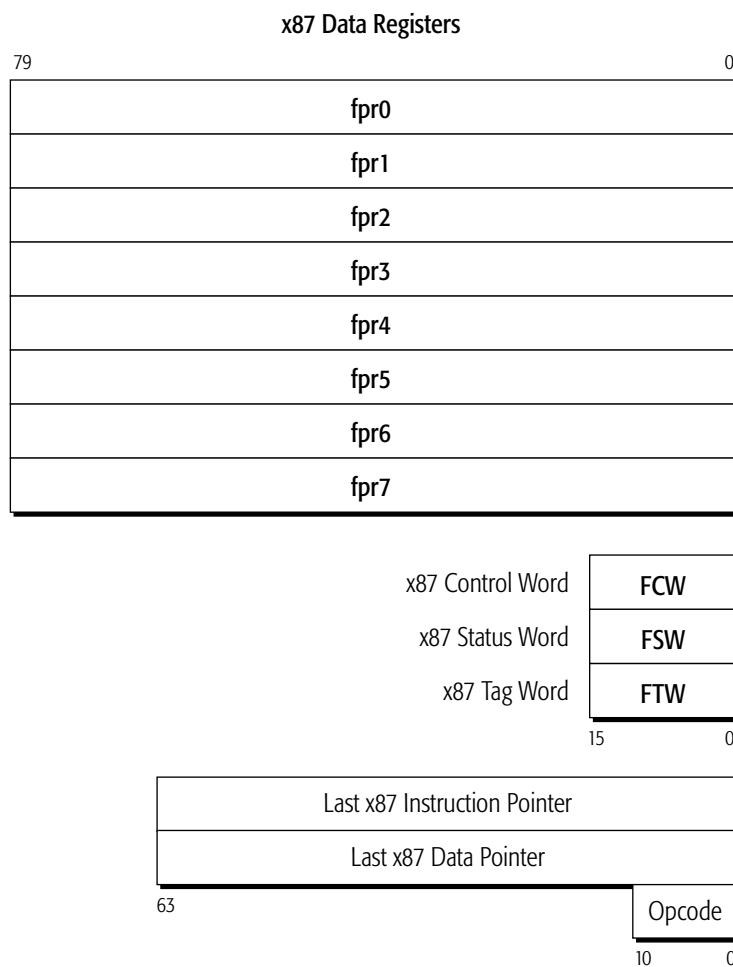 x87 Data Registers
79 0
fpr0
fpr1
fpr2
fpr3
fpr4
fpr5
fpr6
fpr7
x87 Control Word FCW
x87 Status Word FSW
x87 Tag Word FTW
15 0
Last x87 Instruction Pointer
Last x87 Data Pointer
63 Opcode
10 0